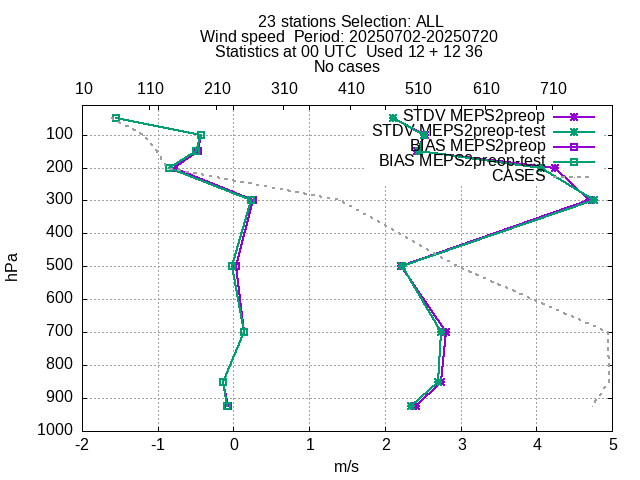 23 stations Selection: ALL
Wind speed  Period: 20250702-20250720
Statistics at 00 UTC  Used 12 + 12 36
No cases
10 110 210 310 410 510 610 710
STDV MEPS2preop
STDV MEPS2preop-test
BIAS MEPS2preop
BIAS MEPS2preop-test
CASES
100
200
300
400
500
600
700
800
900
1000
hPa
-2 -1 0 1 2 3 4 5
m/s